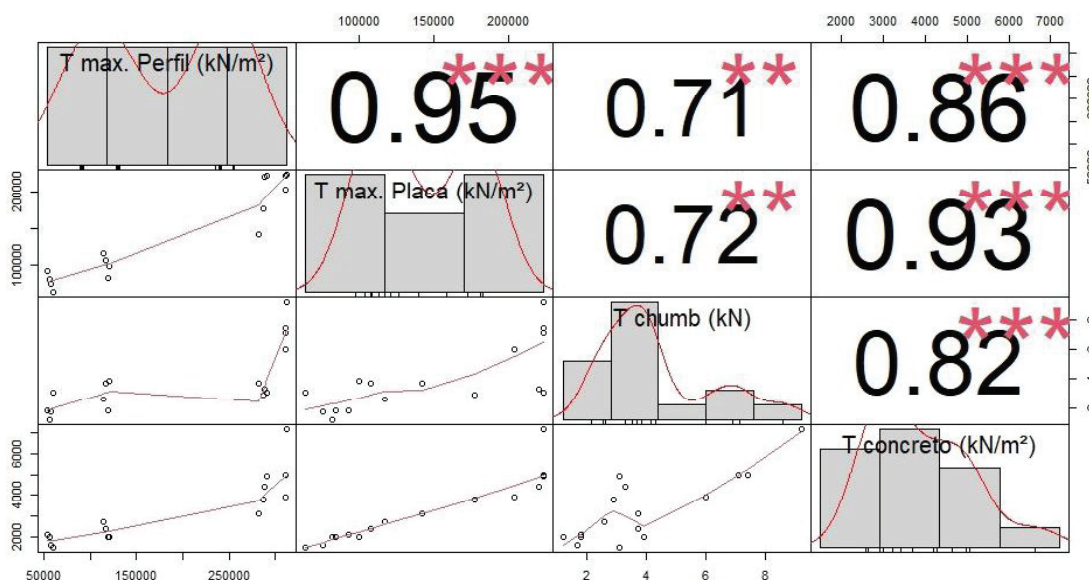 100000 150000 200000 2000 3000 4000 5000 6000 7000
T max. Perfil (kN/m²) 0.95*** 0.71** 0.86***
T max. Placa (kN/m²) 0.72** 0.93***
100000 200000
T chumb (kN) 0.82***
T concreto (kN/m²)
2000 4000 6000
50000 150000 250000 2 4 6 8